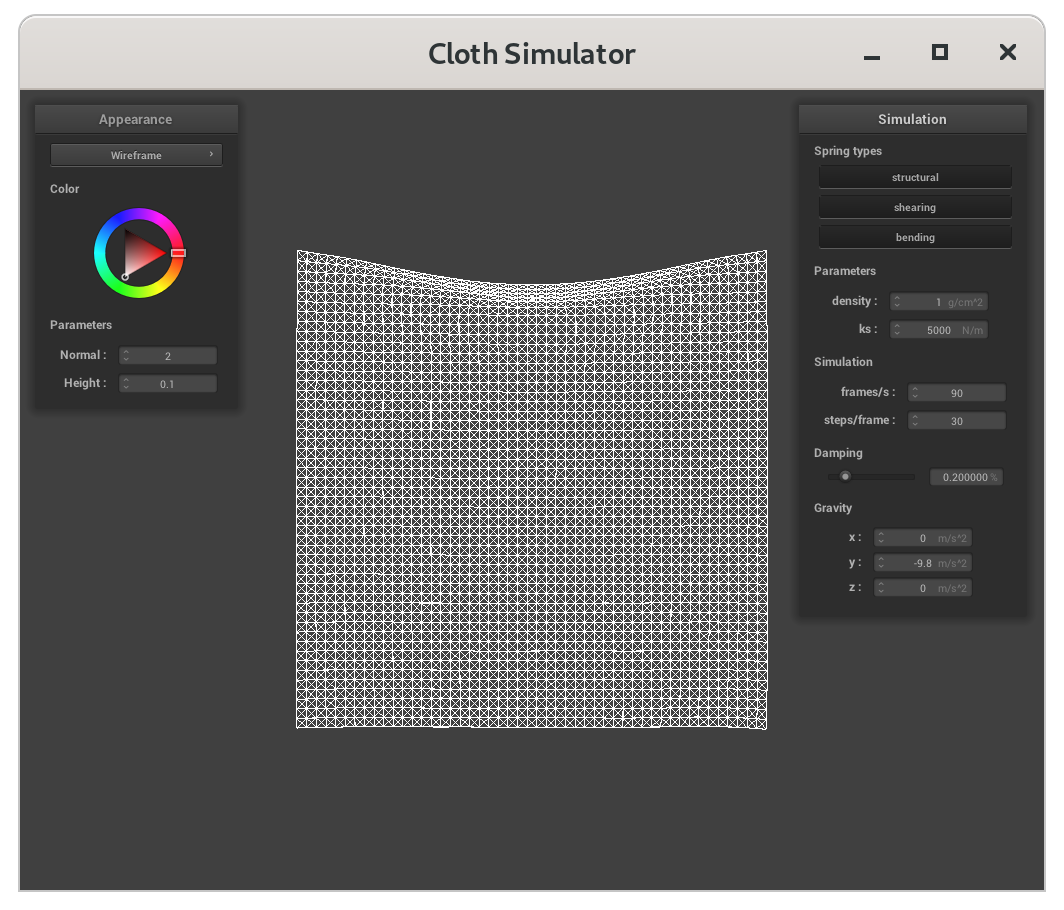 Cloth Simulator
Appearance
Wireframe
Color
Parameters
Normal : 2
Height : 0.1
Simulation
Spring types
structural
shearing
bending
Parameters
density : 1 g/cm^2
ks : 5000 N/m
Simulation
frames/s : 90
steps/frame : 30
Damping
0.200000 %
Gravity
x : 0 m/s^2
y : -9.8 m/s^2
z : 0 m/s^2